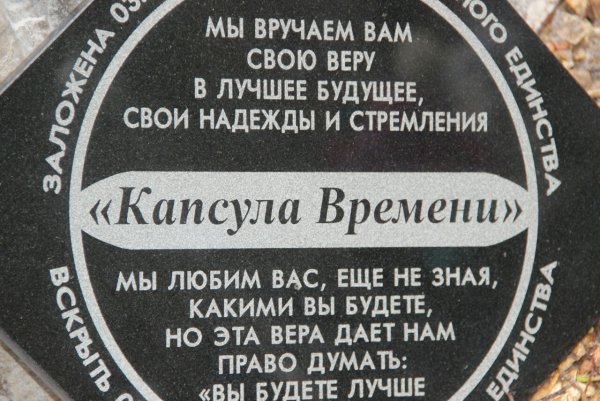 ЗАЛОЖЕНА 03
ЕДИНСТВА
МЫ ВРУЧАЕМ ВАМ
СВОЮ ВЕРУ
В ЛУЧШЕЕ БУДУЩЕЕ,
СВОИ НАДЕЖДЫ И СТРЕМЛЕНИЯ
«Капсула Времени»
МЫ ЛЮБИМ ВАС, ЕЩЕ НЕ ЗНАЯ,
КАКИМИ ВЫ БУДЕТЕ,
НО ЭТА ВЕРА ДАЕТ НАМ
ПРАВО ДУМАТЬ:
«ВЫ БУДЕТЕ ЛУЧШЕ
ВСКРЫТЬ
ЕДИНСТВА